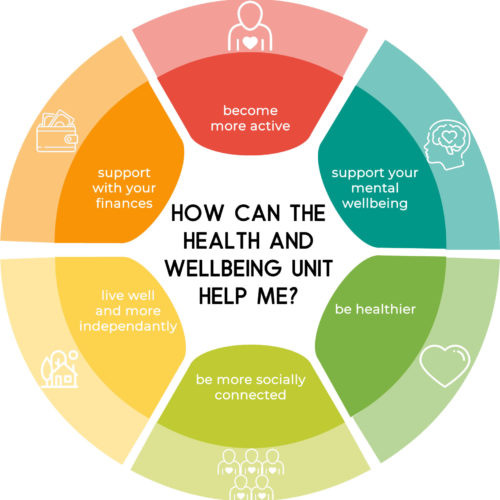 become
more active
support your
mental
wellbeing
be healthier
be more socially
connected
live well
and more
independantly
support
with your
finances
HOW CAN THE
HEALTH AND
WELLBEING UNIT
HELP ME?